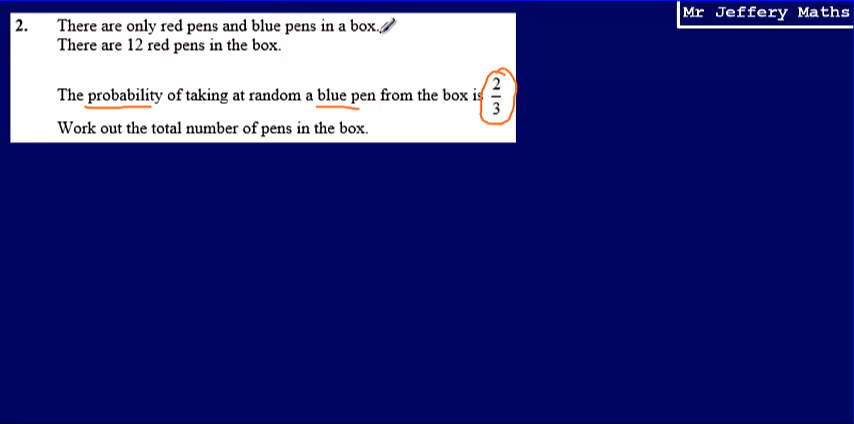 Mr Jeffery Maths
2. There are only red pens and blue pens in a box.
There are 12 red pens in the box.
The probability of taking at random a blue pen from the box is 2/3
Work out the total number of pens in the box.